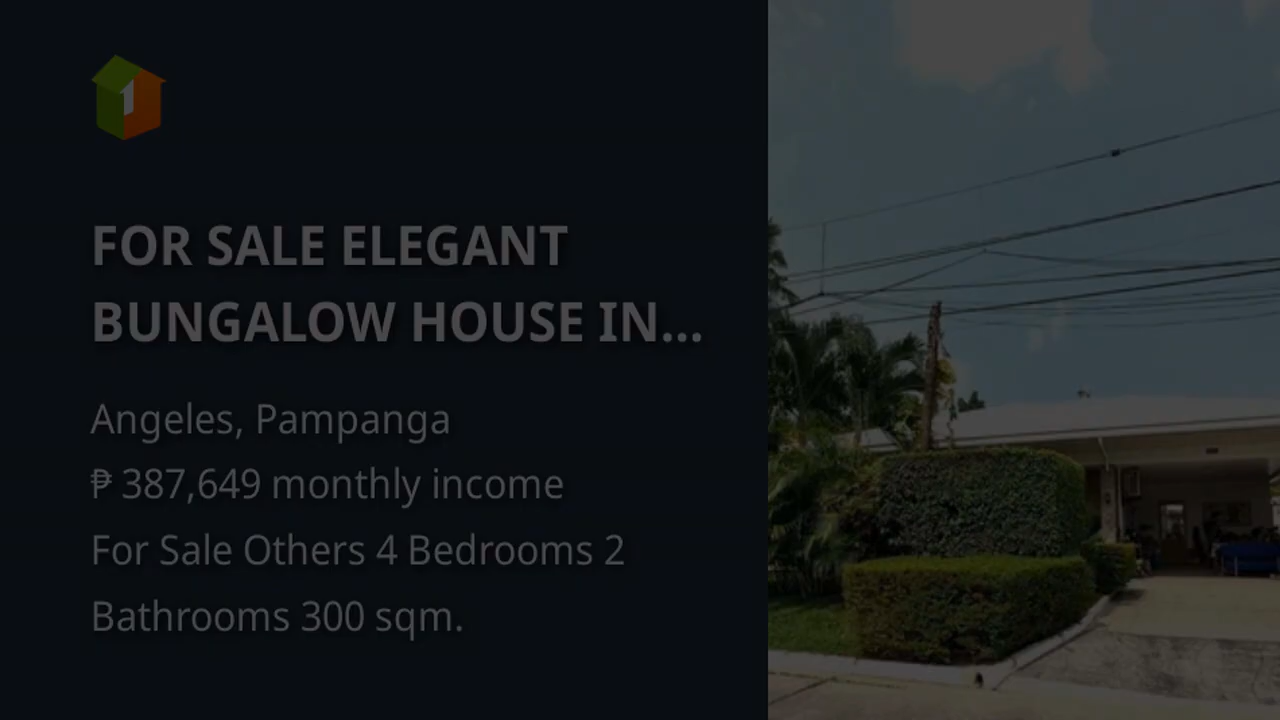 FOR SALE ELEGANT
BUNGALOW HOUSE IN...
Angeles, Pampanga
₱ 387,649 monthly income
For Sale Others 4 Bedrooms 2
Bathrooms 300 sqm.